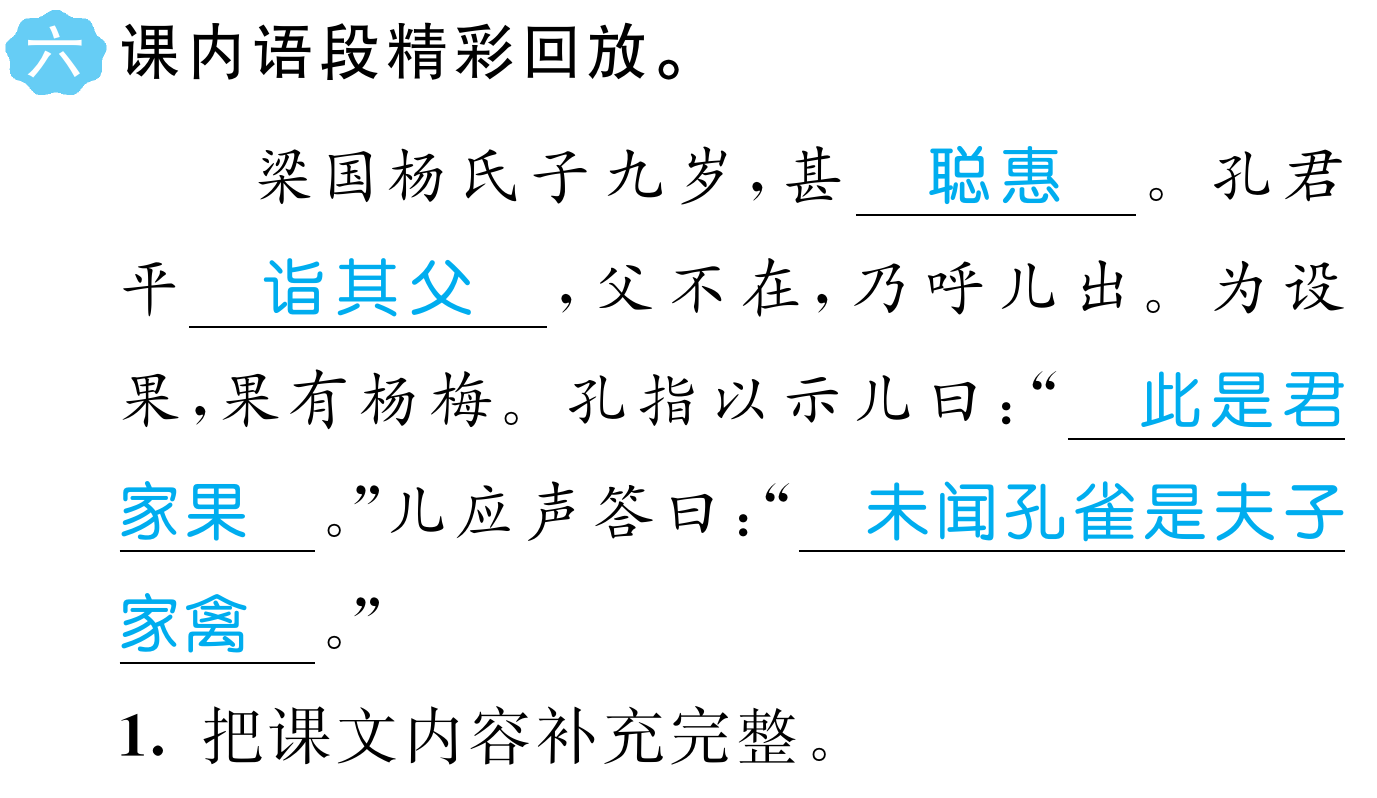 六 课内语段精彩回放。
梁国杨氏子九岁,甚 聪惠 。孔君
平 诣其父 ,父不在,乃呼儿出。为设
果,果有杨梅。孔指以示儿曰:“ 此是君
家果 。”儿应声答曰:“ 未闻孔雀是夫子
家禽 。”
1. 把课文内容补充完整。